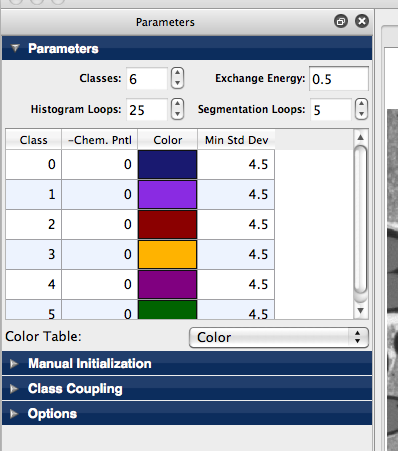 Parameters
Parameters
Classes: 6 Exchange Energy: 0.5
Histogram Loops: 25 Segmentation Loops: 5
Class -Chem. Pntl Color Min Std Dev
0 0 4.5
1 0 4.5
2 0 4.5
3 0 4.5
4 0 4.5
5 0 4.5
Color Table: Color
Manual Initialization
Class Coupling
Options